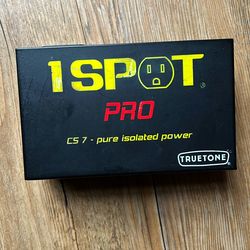 1 SPOT®
PRO
CS 7 - pure isolated power
TRUETONE®